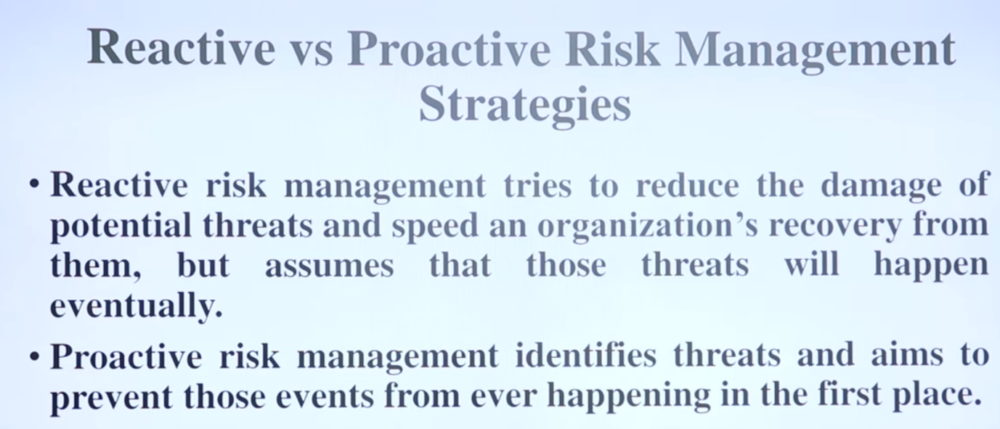 Reactive vs Proactive Risk Management
Strategies
• Reactive risk management tries to reduce the damage of
potential threats and speed an organization's recovery from
them, but assumes that those threats will happen
eventually.
• Proactive risk management identifies threats and aims to
prevent those events from ever happening in the first place.